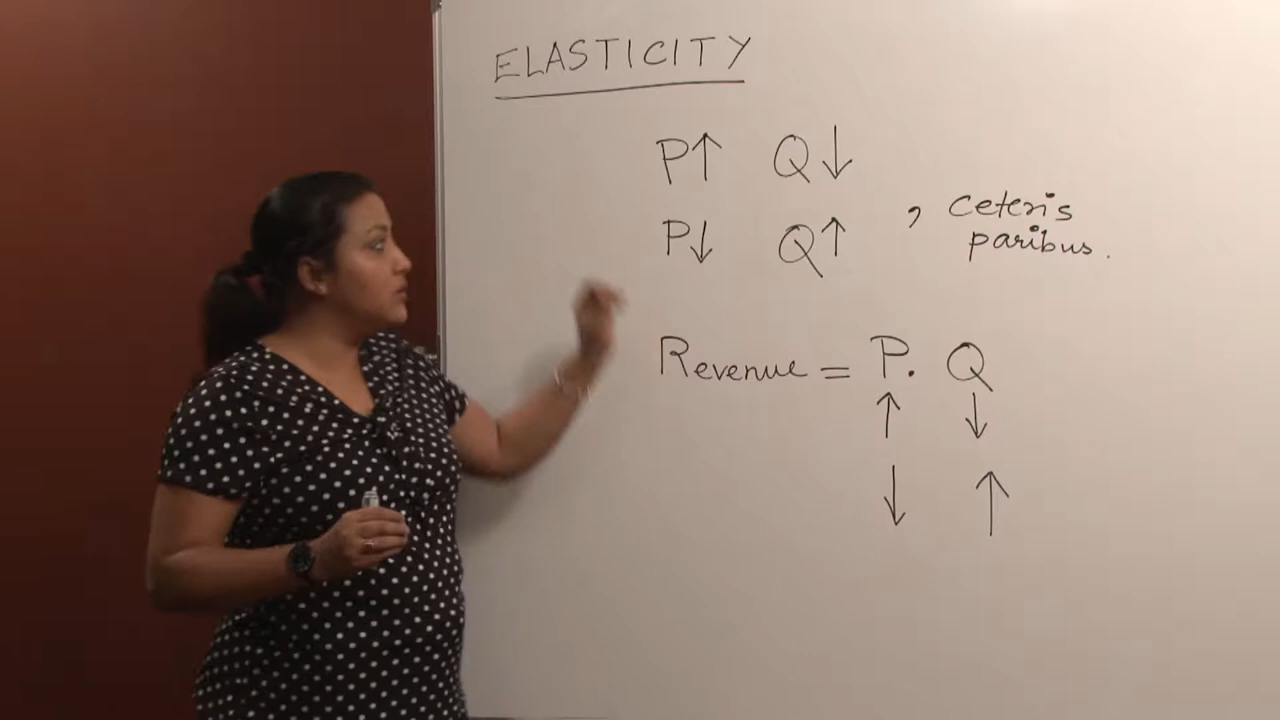 ELASTICITY
P↑ Q↓
P↓ Q↑ , Ceteris
paribus.
Revenue = P. Q
↑ ↓
↓ ↑